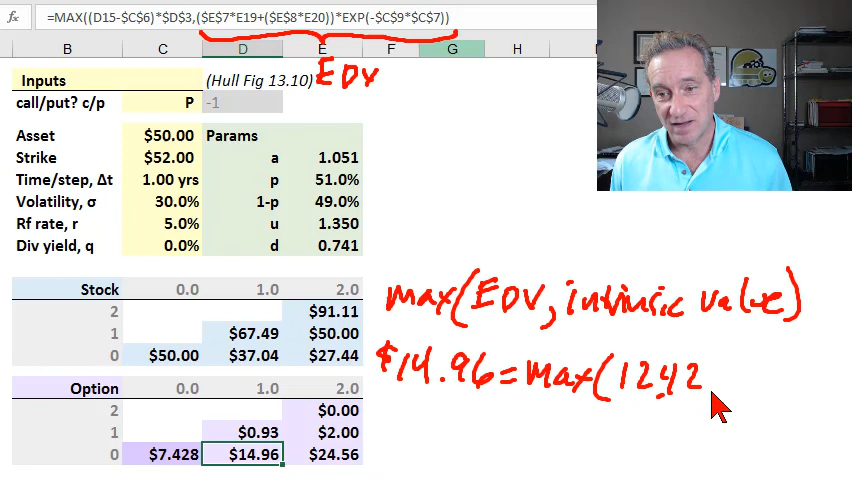 fx =MAX((D15-$C$6)*$D$3,($E$7*E19+($E$8*E20))*EXP(-$C$9*$C$7))
B C D E F G H
Inputs (Hull Fig 13.10) EDV
call/put? c/p P -1
Asset $50.00 Params
Strike $52.00 a 1.051
Time/step, Δt 1.00 yrs p 51.0%
Volatility, σ 30.0% 1-p 49.0%
Rf rate, r 5.0% u 1.350
Div yield, q 0.0% d 0.741
Stock 0.0 1.0 2.0
2 $91.11
1 $67.49 $50.00
0 $50.00 $37.04 $27.44
max(EDV, intrinsic value)
$14.96=max(12.42
Option 0.0 1.0 2.0
2 $0.00
1 $0.93 $2.00
0 $7.428 $14.96 $24.56